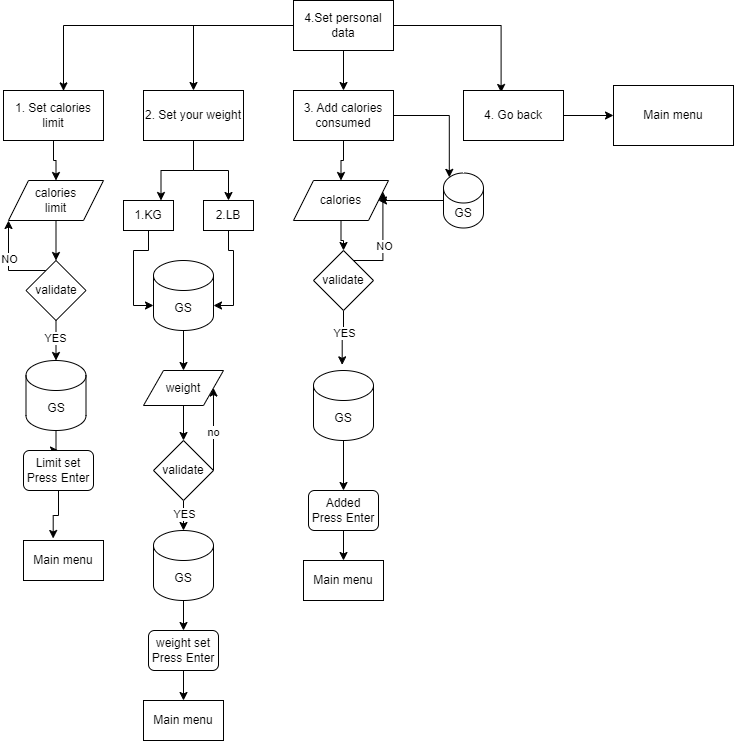 4.Set personal
data
1. Set calories
limit
2. Set your weight
3. Add calories
consumed
4. Go back
Main menu
calories
limit
NO
validate
YES
GS
Limit set
Press Enter
Main menu
1.KG
2.LB
GS
weight
no
validate
YES
GS
weight set
Press Enter
Main menu
calories
GS
NO
validate
YES
GS
Added
Press Enter
Main menu